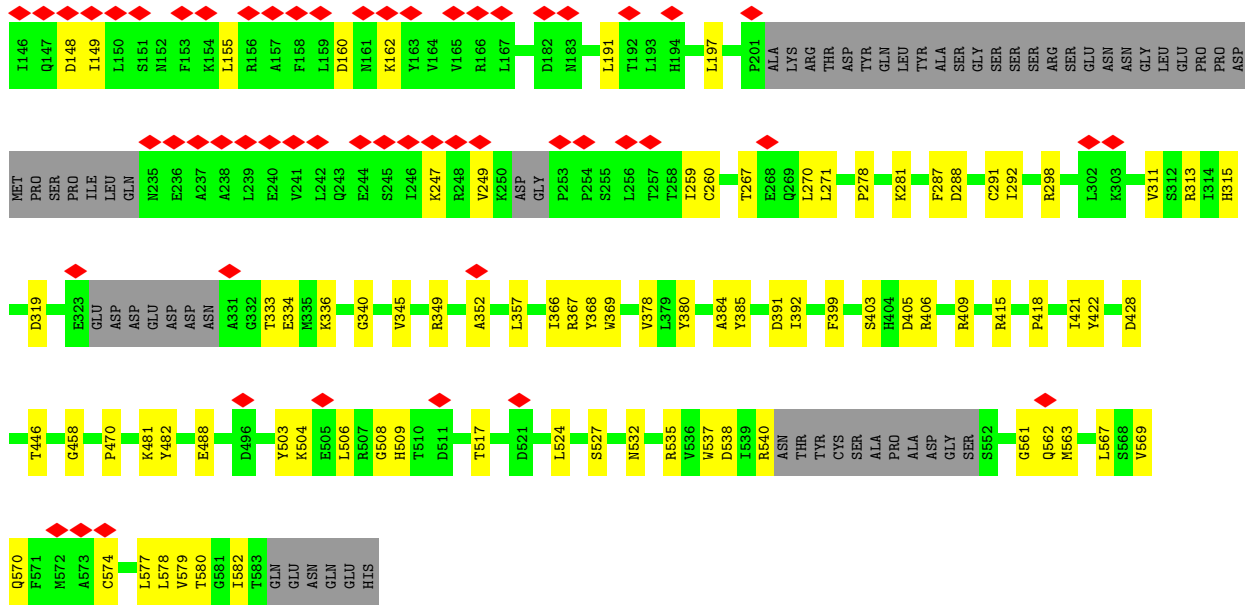 I146 Q147 D148 I149 L150 S151 N152 F153 K154 L155 R156 A157 F158 L159 D160 N161 K162 Y163 V164 V165 R166 L167 D182 N183 L191 T192 L193 H194 L197 P201 ALA LYS ARG THR ASP TYR GLN LEU TYR ALA SER GLY SER SER SER ARG SER GLU ASN ASN GLY LEU GLU PRO PRO ASP
MET PRO SER PRO ILE LEU GLN N235 E236 A237 A238 L239 E240 V241 L242 Q243 E244 S245 I246 K247 R248 V249 K250 ASP GLY P253 P254 S255 L256 T257 T258 I259 C260 T267 E268 Q269 L270 L271 P278 K281 F287 D288 C291 I292 R298 L302 K303 V311 S312 R313 I314 H315
D319 E323 GLU ASP ASP GLU ASP ASP ASN A331 G332 T333 E334 M335 K336 G340 V345 R349 A352 L357 I366 R367 Y368 W369 V378 L379 Y380 A384 Y385 D391 I392 F399 S403 H404 D405 R406 R409 R415 P418 I421 Y422 D428
T446 G458 P470 K481 Y482 E488 D496 Y503 K504 E505 L506 R507 G508 H509 T510 D511 T517 D521 L524 S527 N532 R535 V536 W537 D538 I539 R540 ASN THR TYR CYS SER ALA PRO ALA ASP GLY SER S552 G561 Q562 M563 L567 S568 V569
Q570 F571 M572 A573 C574 L577 L578 V579 T580 G581 I582 T583 GLN GLU ASN GLN GLU HIS